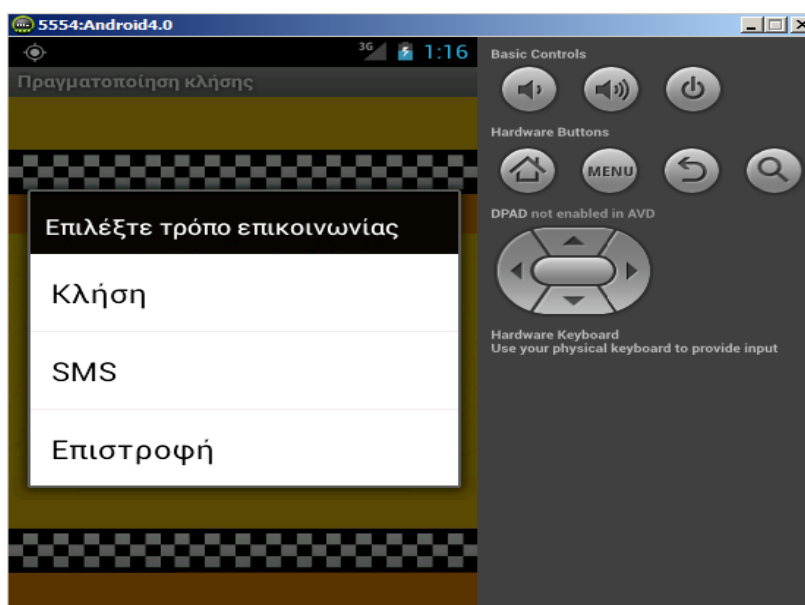 5554:Android4.0
3G 1:16
Πραγματοποίηση κλήσης
Επιλέξτε τρόπο επικοινωνίας
Κλήση
SMS
Επιστροφή
Basic Controls
Hardware Buttons
MENU
DPAD not enabled in AVD
Hardware Keyboard
Use your physical keyboard to provide input